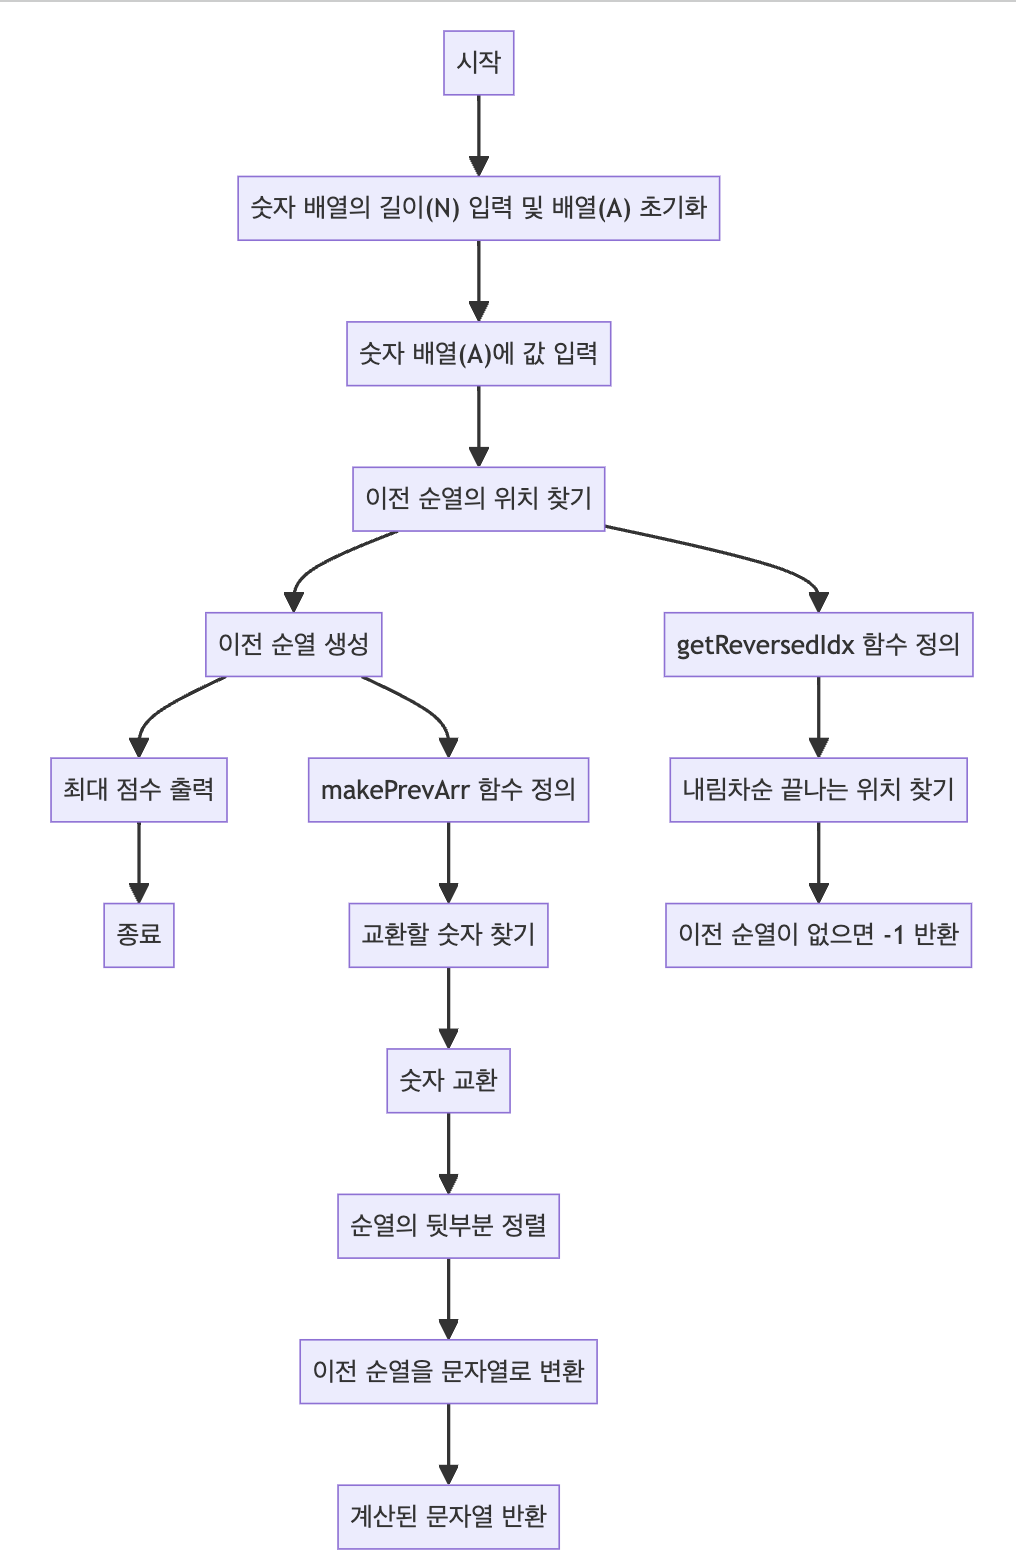 시작
숫자 배열의 길이(N) 입력 및 배열(A) 초기화
숫자 배열(A)에 값 입력
이전 순열의 위치 찾기
이전 순열 생성
getReversedIdx 함수 정의
최대 점수 출력
makePrevArr 함수 정의
내림차순 끝나는 위치 찾기
종료
교환할 숫자 찾기
이전 순열이 없으면 -1 반환
숫자 교환
순열의 뒷부분 정렬
이전 순열을 문자열로 변환
계산된 문자열 반환